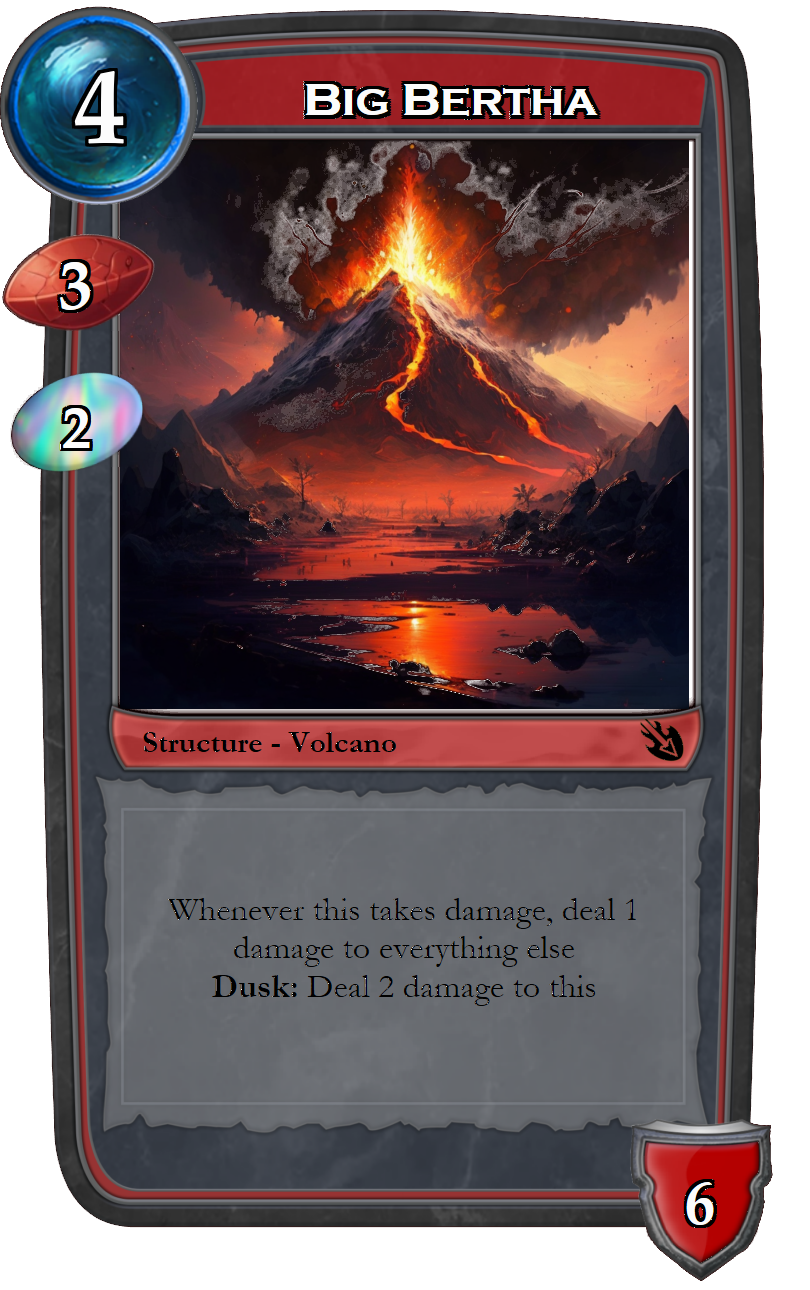 4
Big Bertha
3
2
Structure - Volcano
Whenever this takes damage, deal 1
damage to everything else
Dusk: Deal 2 damage to this
6